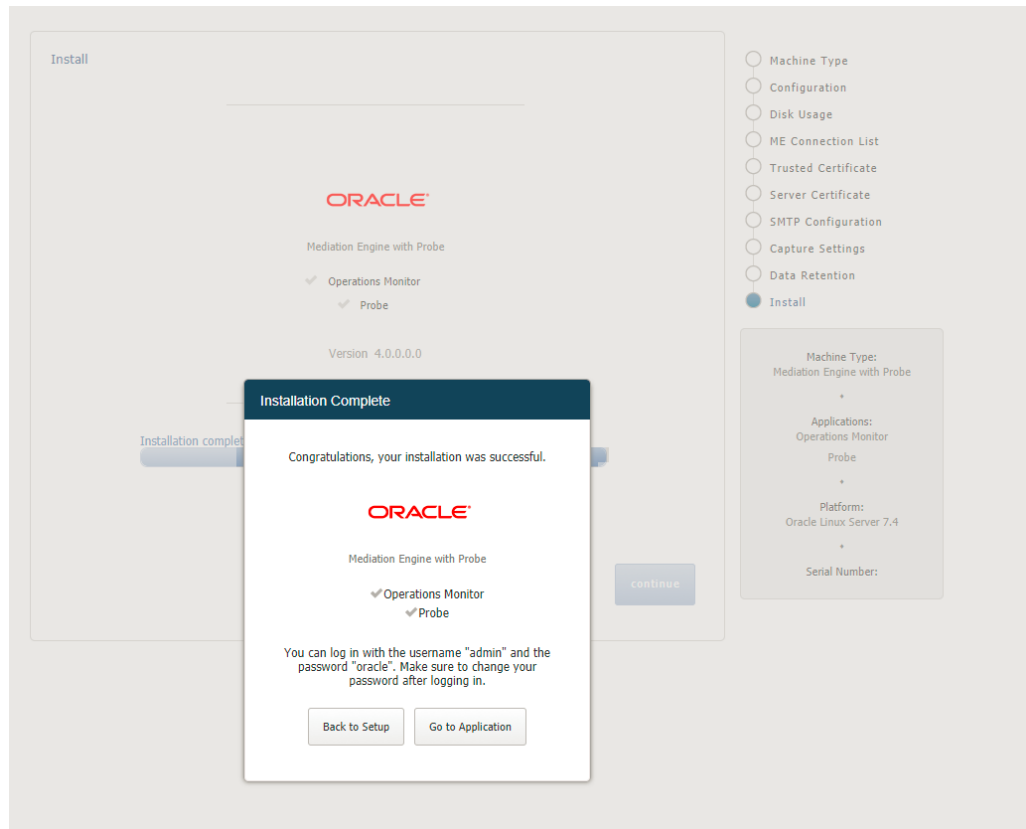 Install
ORACLE
Mediation Engine with Probe
Operations Monitor
Probe
Version 4.0.0.0.0
Installation complet
continue
Installation Complete
Congratulations, your installation was successful.
ORACLE
Mediation Engine with Probe
Operations Monitor
Probe
You can log in with the username "admin" and the
password "oracle". Make sure to change your
password after logging in.
Back to Setup
Go to Application
Machine Type
Configuration
Disk Usage
ME Connection List
Trusted Certificate
Server Certificate
SMTP Configuration
Capture Settings
Data Retention
Install
Machine Type:
Mediation Engine with Probe
Applications:
Operations Monitor
Probe
Platform:
Oracle Linux Server 7.4
Serial Number: